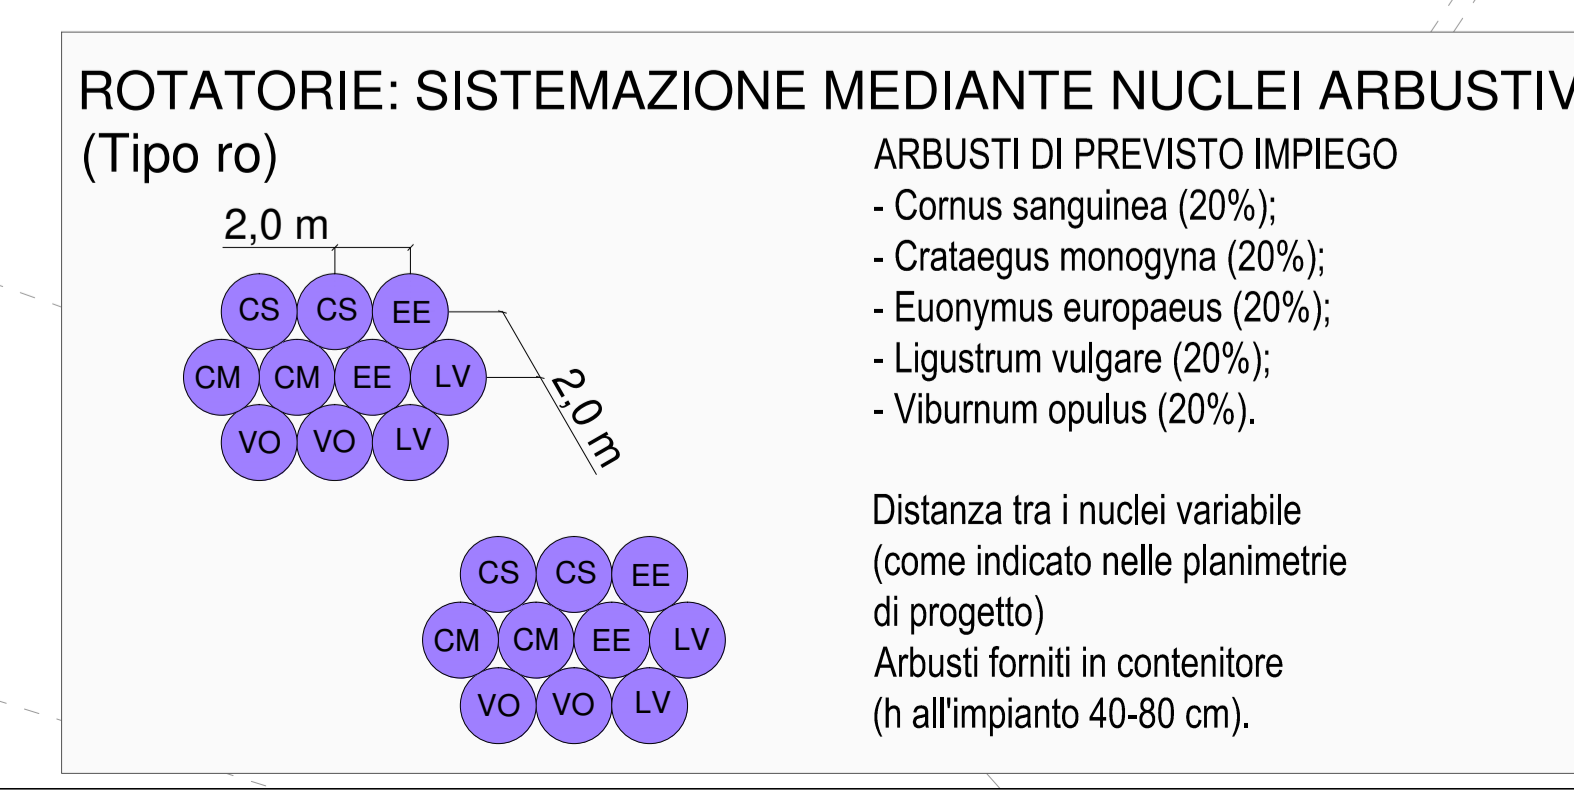 ROTATORIE: SISTEMAZIONE MEDIANTE NUCLEI ARBUSTIV
(Tipo ro)
2,0 m
CS CS EE
CM CM EE LV
VO VO LV
2,0 m
CS CS EE
CM CM EE LV
VO VO LV
ARBUSTI DI PREVISTO IMPIEGO
- Cornus sanguinea (20%);
- Crataegus monogyna (20%);
- Euonymus europaeus (20%);
- Ligustrum vulgare (20%);
- Viburnum opulus (20%).
Distanza tra i nuclei variabile
(come indicato nelle planimetrie
di progetto)
Arbusti forniti in contenitore
(h all'impianto 40-80 cm).